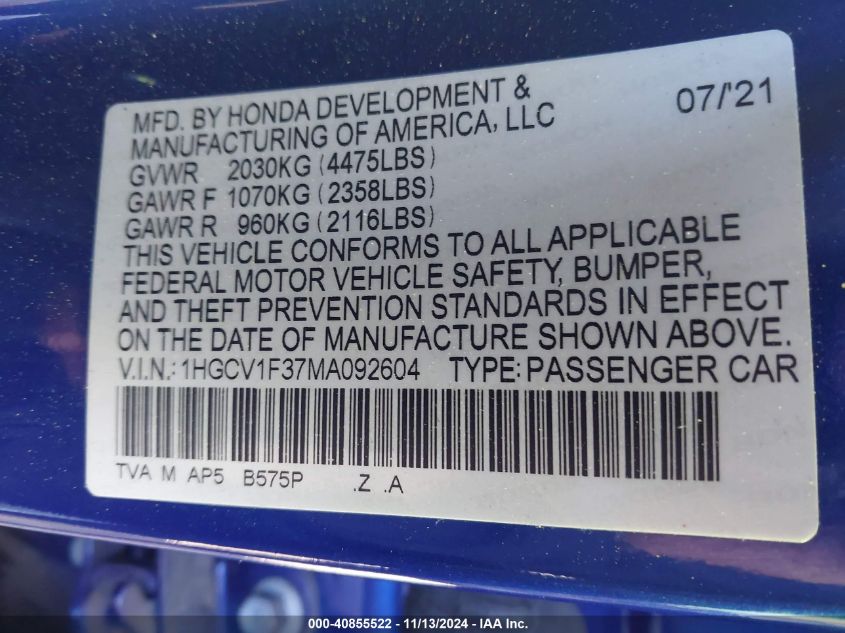 07/'21
MFD. BY HONDA DEVELOPMENT &
MANUFACTURING OF AMERICA, LLC
GVWR 2030KG (4475LBS)
GAWR F 1070KG (2358LBS)
GAWR R 960KG (2116LBS)
THIS VEHICLE CONFORMS TO ALL APPLICABLE
FEDERAL MOTOR VEHICLE SAFETY, BUMPER,
AND THEFT PREVENTION STANDARDS IN EFFECT
ON THE DATE OF MANUFACTURE SHOWN ABOVE.
V.I.N.: 1HGCV1F37MA092604 TYPE: PASSENGER CAR
TVA M AP5 B575P .Z .A
000-40855522 - 11/13/2024 - IAA Inc.